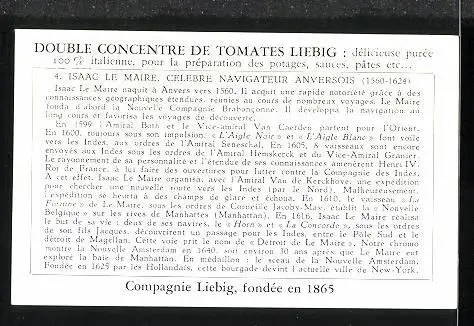 DOUBLE CONCENTRE DE TOMATES LIEBIG : délicieuse purée
100 % italienne, pour la préparation des potages, sauces, pâtes etc...
4. ISAAC LE MAIRE, CELEBRE NAVIGATEUR ANVERSOIS (1560-1624)
Isaac Le Maire naquit à Anvers vers 1560. Il acquit une rapide notoriété grâce à des
connaissances géographiques étendues, réunies au cours de nombreux voyages. Le Maire
fonda d'abord la Nouvelle Compagnie Brabançonne. Il développa la navigation au
long cours et favorisa les voyages de découverte.
En 1599 l'Amiral Both et le Vice-amiral Van Caerden partent pour l'Orient.
En 1600, toujours sous son impulsion, « L'Aigle Noir » et « L'Aigle Blanc » font voile
vers les Indes, aux ordres de l'Amiral Seneschal. En 1605, 8 vaisseaux sont encore
envoyés aux Indes sous les ordres de l'Amiral Hemskerck et du Vice-Amiral Grausier.
Le rayonnement de sa personnalité et l'étendue de ses connaissances amenèrent Henri IV,
Roi de France, à lui faire des ouvertures pour lutter contre la Compagnie des Indes.
A cet effet, Isaac Le Maire organisa, avec l'Amiral Van de Kerckhove, une expédition
pour chercher une nouvelle route vers les Indes (par le Nord). Malheureusement,
l'expédition se heurta à des champs de glace et échoua. En 1610, le vaisseau « La
Fortune » de Le Maire, sous les ordres de Corneille Jacoby-May, établit la « Nouvelle
Belgique » sur les rives de Manhattes (Manhattan). En 1616, Isaac Le Maire réalisa
le but de sa vie : deux de ses navires, le « Horn » et « La Concorde », sous les ordres
de son fils Jacques, découvrirent un passage pour les Indes, entre le Pôle Sud et le
détroit de Magellan. Cette voie prit le nom de « Détroit de Le Maire ». Notre chromo
montre la Nouvelle Amsterdam en 1640, soit environ 30 ans après que Le Maire eut
exploré la baie de Manhattan. En médaillon : le sceau de la Nouvelle Amsterdam.
Fondée en 1625 par les Hollandais, cette bourgade devint l'actuelle ville de New-York.
Compagnie Liebig, fondée en 1865